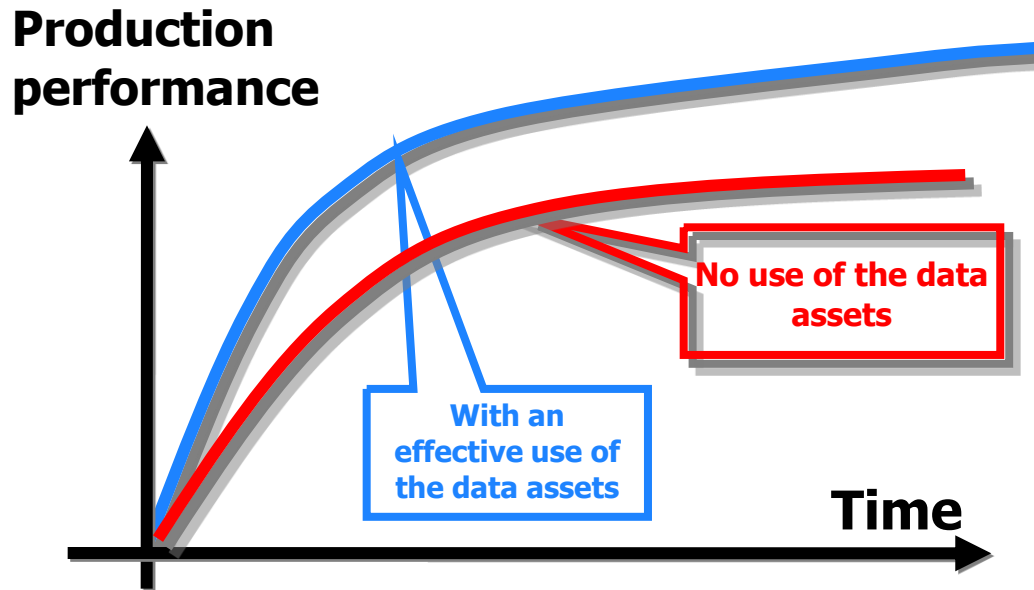 Production
performance
No use of the data
assets
With an
effective use of
the data assets
Time